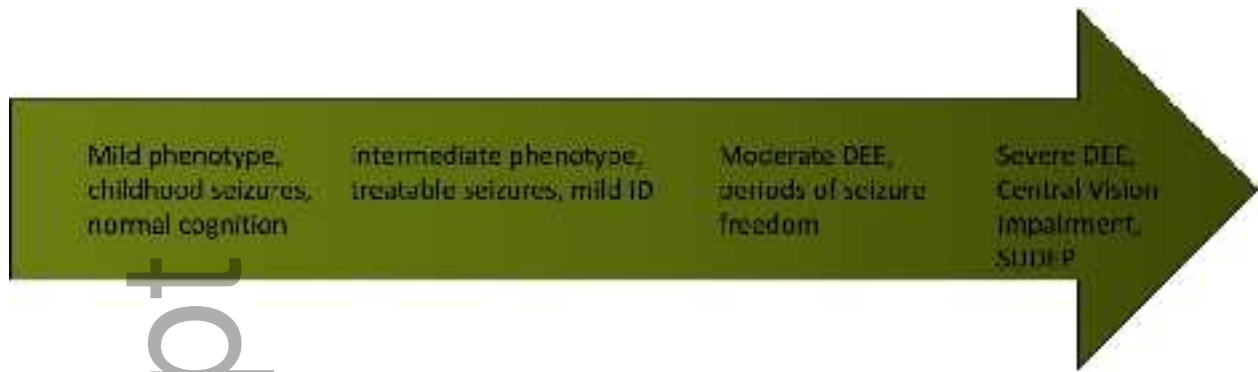 Mild phenotype,
childhood seizures,
normal cognition
intermediate phenotype,
treatable seizures, mild ID
Moderate DEE,
periods of seizure
freedom
Severe DEE,
Central Vision
Impairment,
SUDEP
pt